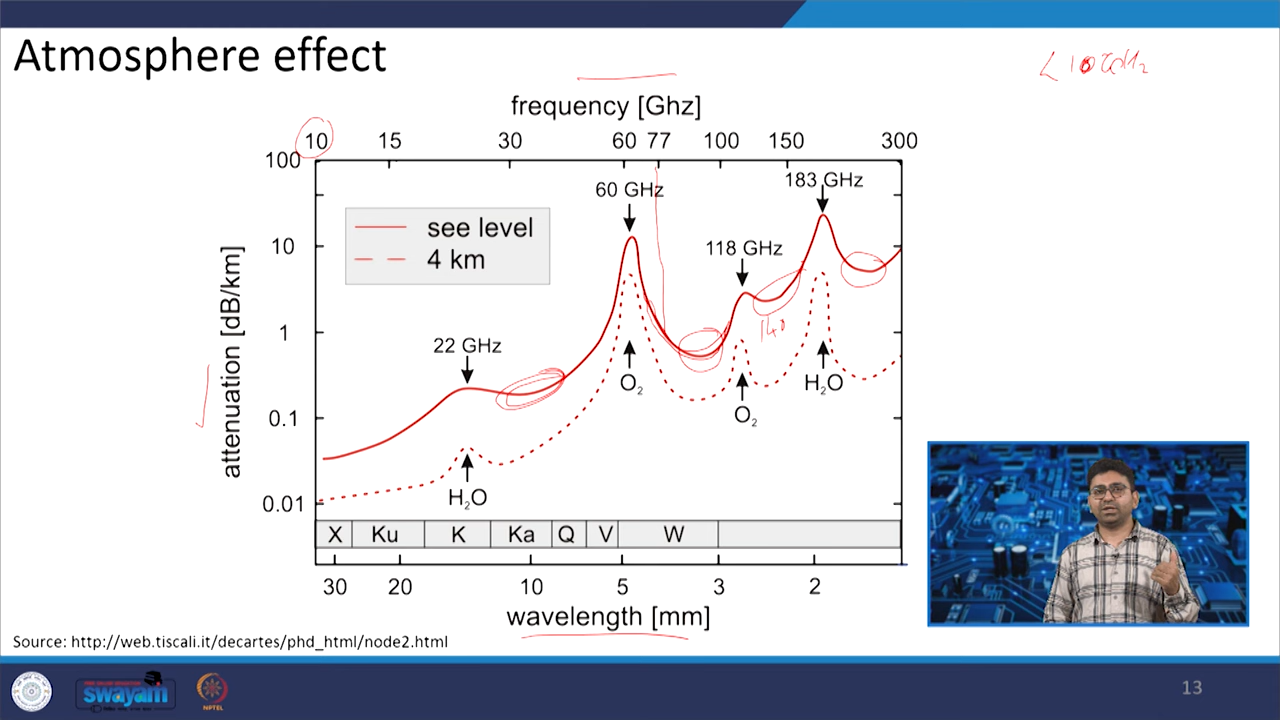 Atmosphere effect
frequency [Ghz]
10 15 30 60 77 100 150 300
100
10
1
0.1
0.01
attenuation [dB/km]
see level
4 km
22 GHz
60 GHz
118 GHz
183 GHz
140
H₂O
O₂
O₂
H₂O
X Ku K Ka Q V W
30 20 10 5 3 2
wavelength [mm]
Source: http://web.tiscali.it/decartes/phd_html/node2.html
swayam
NPTEL
13